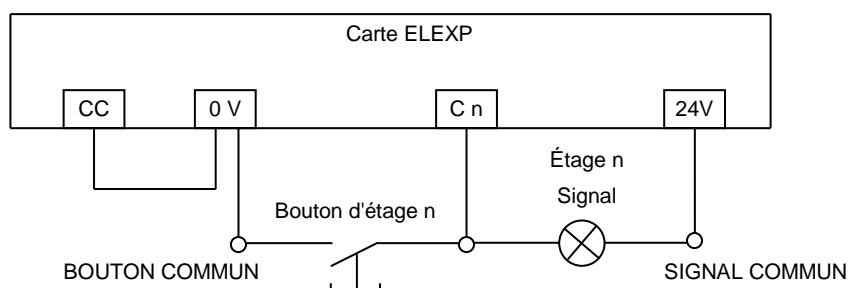 Carte ELEXP
CC
0 V
C n
24V
Étage n
Signal
Bouton d'étage n
BOUTON COMMUN
SIGNAL COMMUN